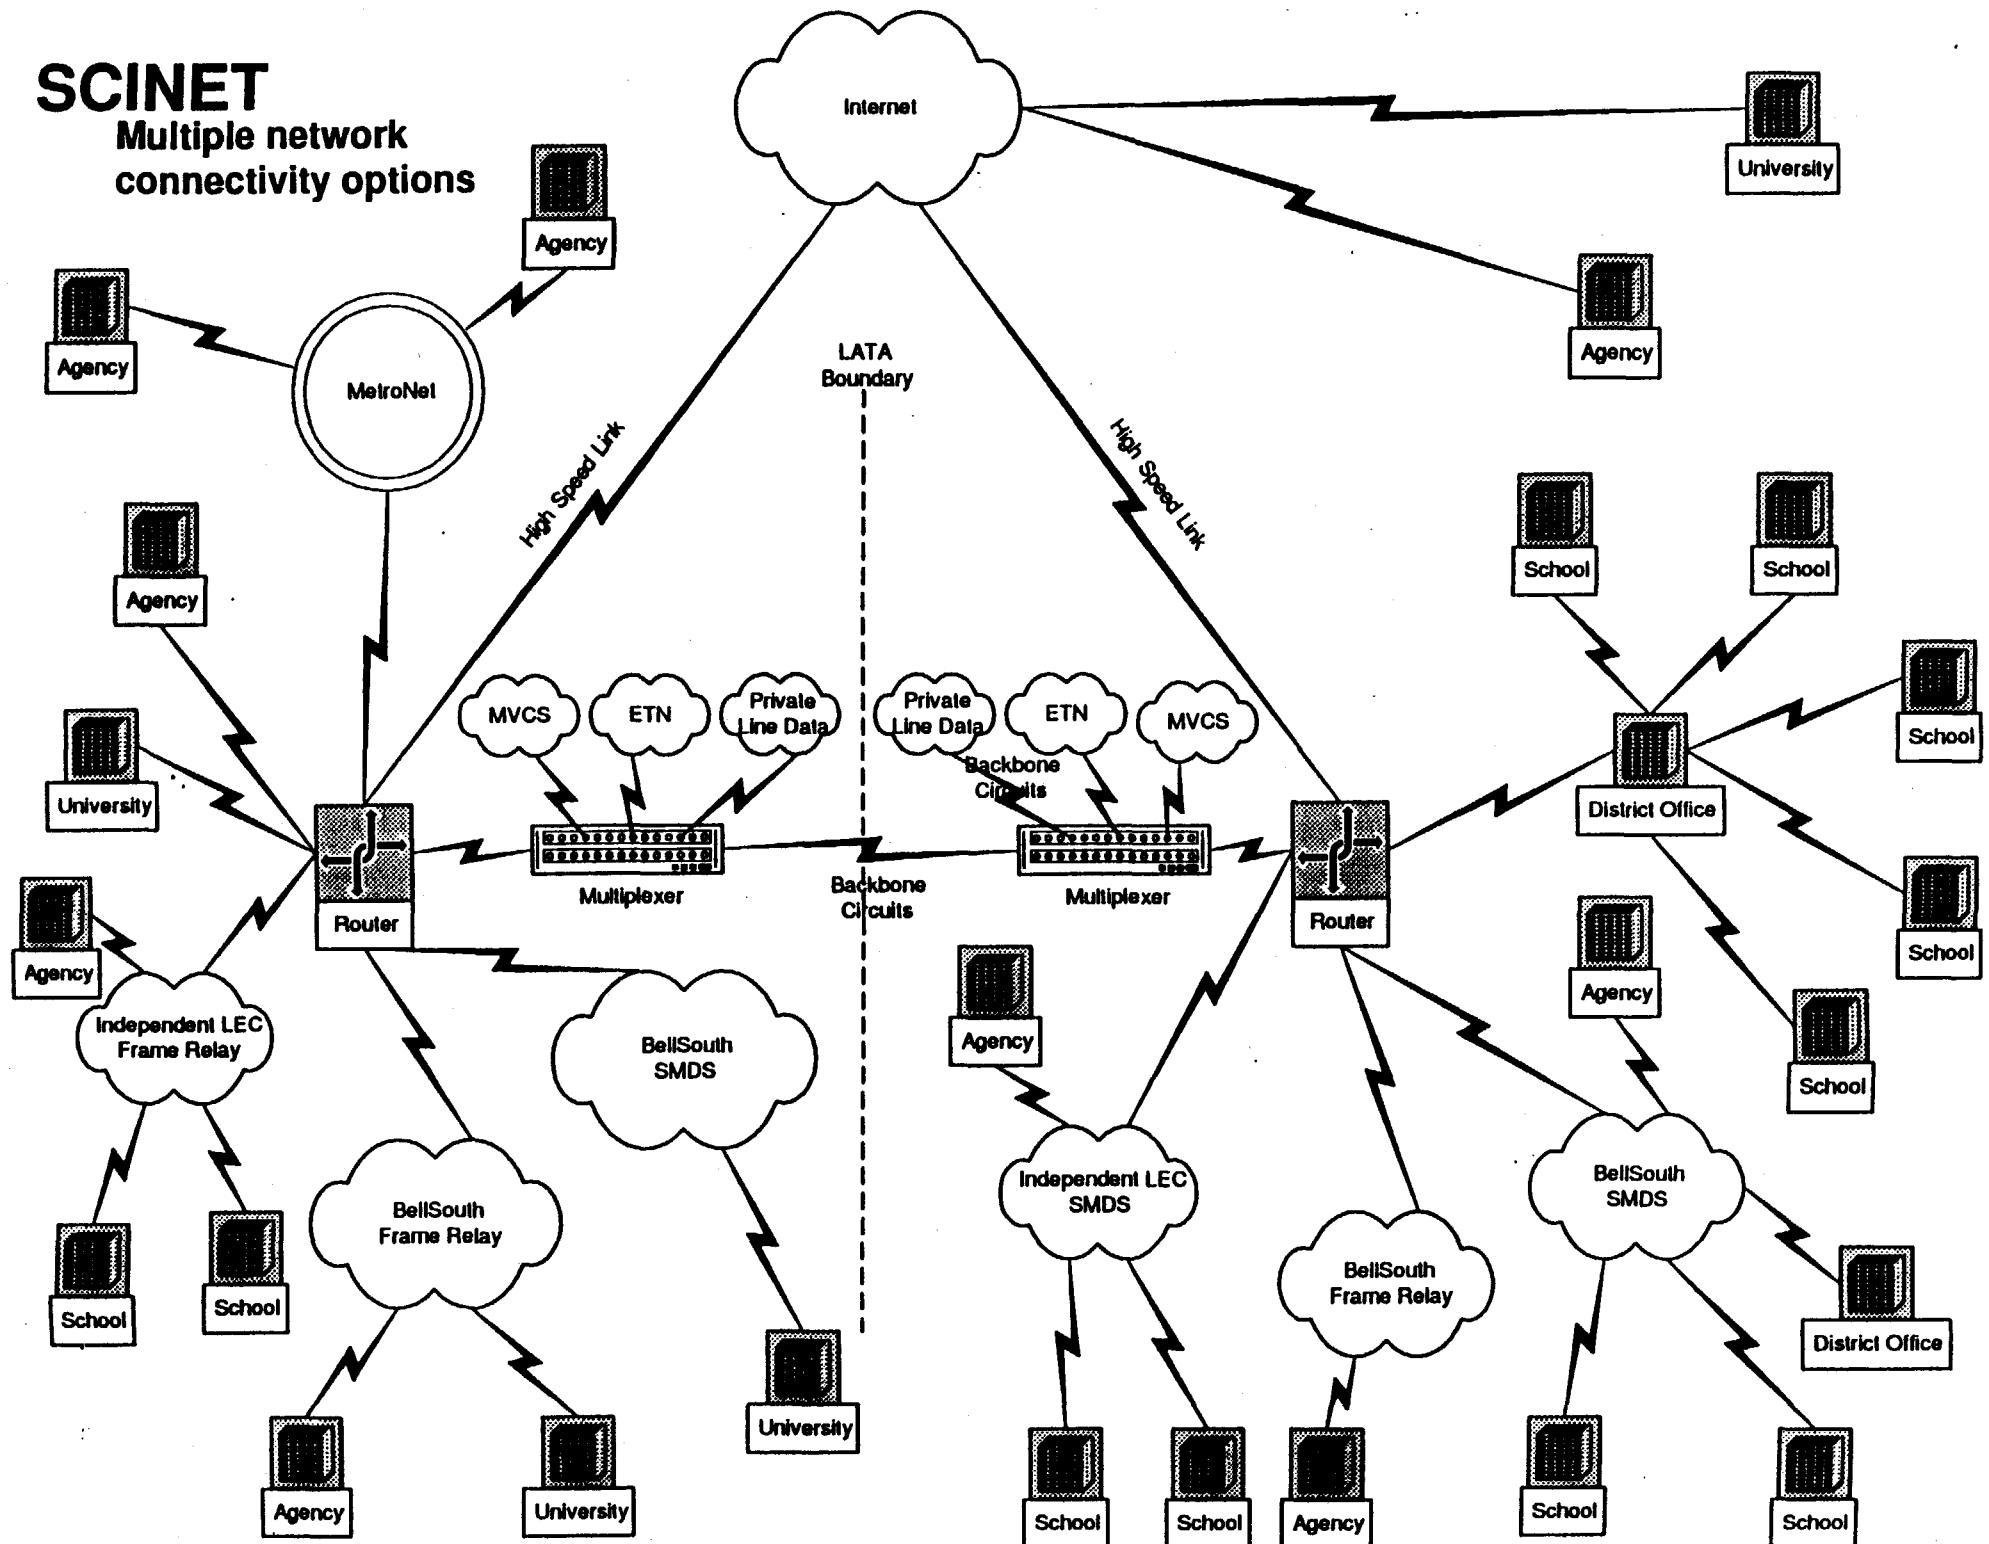 SCINET
Multiple network
connectivity options
Internet
University
Agency
Agency
Agency
Agency
MetroNet
LATA
Boundary
High Speed Link
High Speed Link
School
School
Agency
School
MVCS
ETN
Private
Line Data
Private
Line Data
ETN
MVCS
Backbone
Circuits
University
District Office
Router
Multiplexer
Backbone
Circuits
Multiplexer
Router
School
Agency
Agency
Agency
School
Independent LEC
Frame Relay
BellSouth
SMDS
Independent LEC
SMDS
BellSouth
SMDS
BellSouth
Frame Relay
BellSouth
Frame Relay
School
School
District Office
University
Agency
University
School
School
Agency
School
School